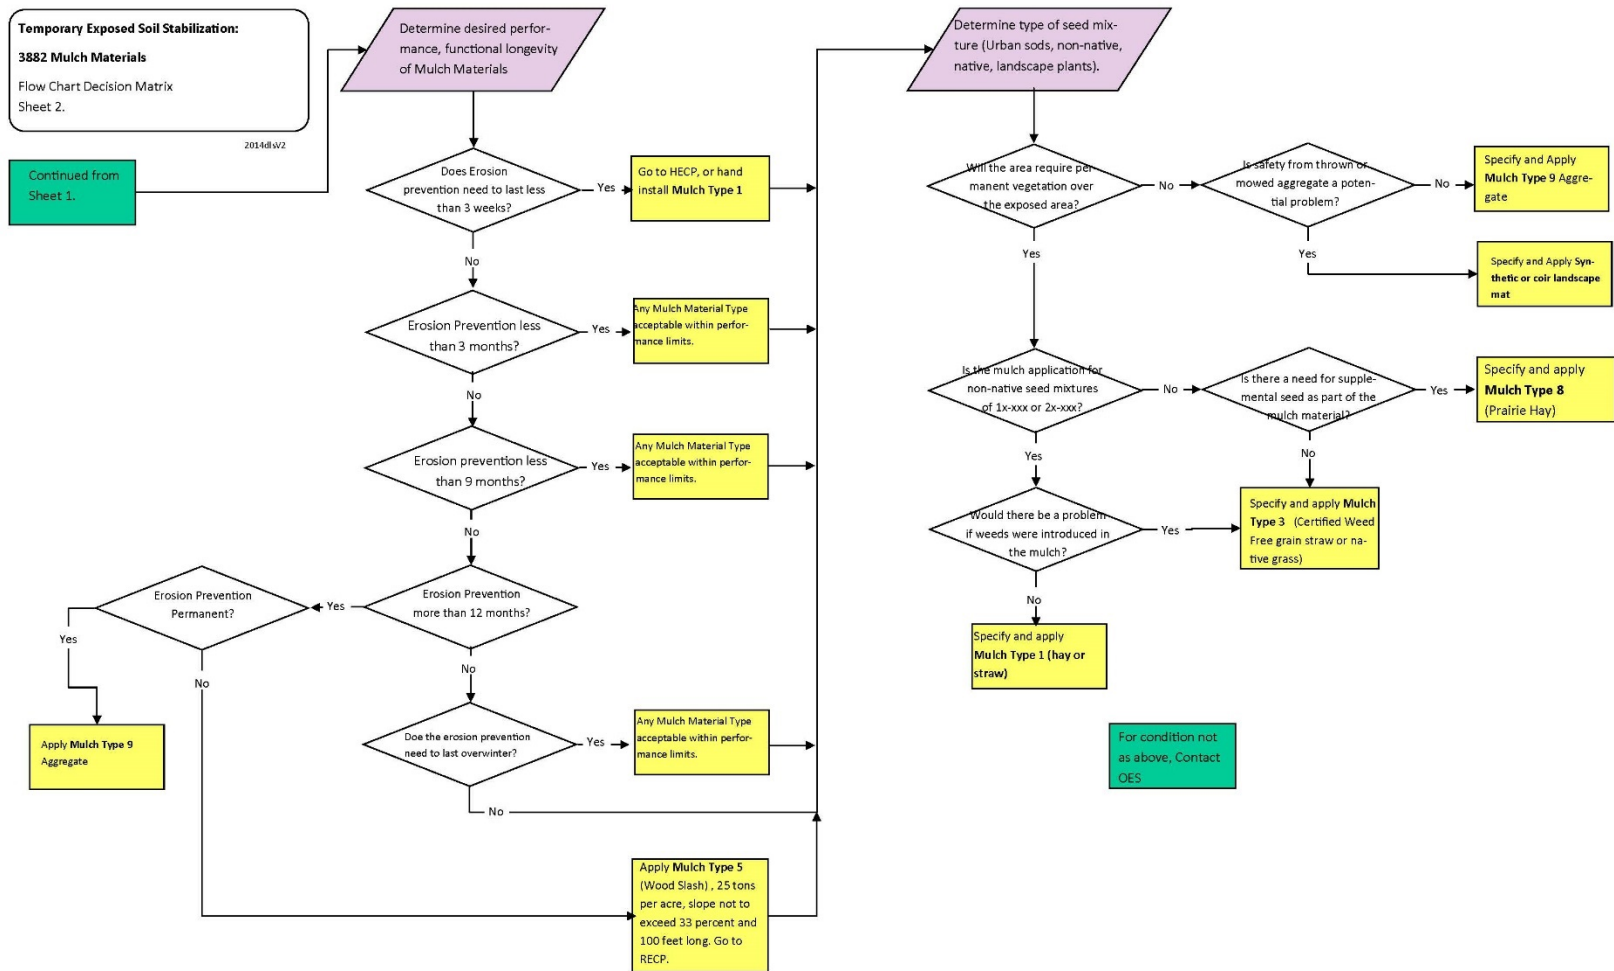 Temporary Exposed Soil Stabilization:
3882 Mulch Materials
Flow Chart Decision Matrix
Sheet 2.
2014dlsV2
Continued from
Sheet 1.
Determine desired perfor-
mance, functional longevity
of Mulch Materials
Does Erosion
prevention need to last less
than 3 weeks?
Yes
Go to HECP, or hand
install Mulch Type 1
No
Erosion Prevention less
than 3 months?
Yes
Any Mulch Material Type
acceptable within perfor-
mance limits.
No
Erosion prevention less
than 9 months?
Yes
Any Mulch Material Type
acceptable within perfor-
mance limits.
No
Erosion Prevention
more than 12 months?
Yes
Erosion Prevention
Permanent?
Yes
No
Apply Mulch Type 9
Aggregate
No
Doe the erosion prevention
need to last overwinter?
Yes
Any Mulch Material Type
acceptable within perfor-
mance limits.
No
Apply Mulch Type 5
(Wood Slash) , 25 tons
per acre, slope not to
exceed 33 percent and
100 feet long. Go to
RECP.
Determine type of seed mix-
ture (Urban sods, non-native,
native, landscape plants).
Will the area require per
manent vegetation over
the exposed area?
No
Is safety from thrown or
mowed aggregate a poten-
tial problem?
No
Specify and Apply
Mulch Type 9 Aggre-
gate
Yes
Specify and Apply Syn-
thetic or coir landscape
mat
Yes
Is the mulch application for
non-native seed mixtures
of 1x-xxx or 2x-xxx?
No
Is there a need for supple-
mental seed as part of the
mulch material?
Yes
Specify and apply
Mulch Type 8
(Prairie Hay)
No
Yes
Would there be a problem
if weeds were introduced in
the mulch?
Yes
Specify and apply Mulch
Type 3 (Certified Weed
Free grain straw or na-
tive grass)
No
Specify and apply
Mulch Type 1 (hay or
straw)
For condition not
as above, Contact
OES